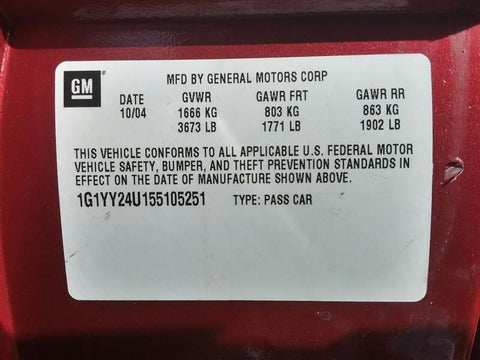 GM
MFD BY GENERAL MOTORS CORP
DATE GVWR GAWR FRT GAWR RR
10/04 1666 KG 803 KG 863 KG
3673 LB 1771 LB 1902 LB
THIS VEHICLE CONFORMS TO ALL APPLICABLE U.S. FEDERAL MOTOR
VEHICLE SAFETY, BUMPER, AND THEFT PREVENTION STANDARDS IN
EFFECT ON THE DATE OF MANUFACTURE SHOWN ABOVE.
1G1YY24U155105251 TYPE: PASS CAR